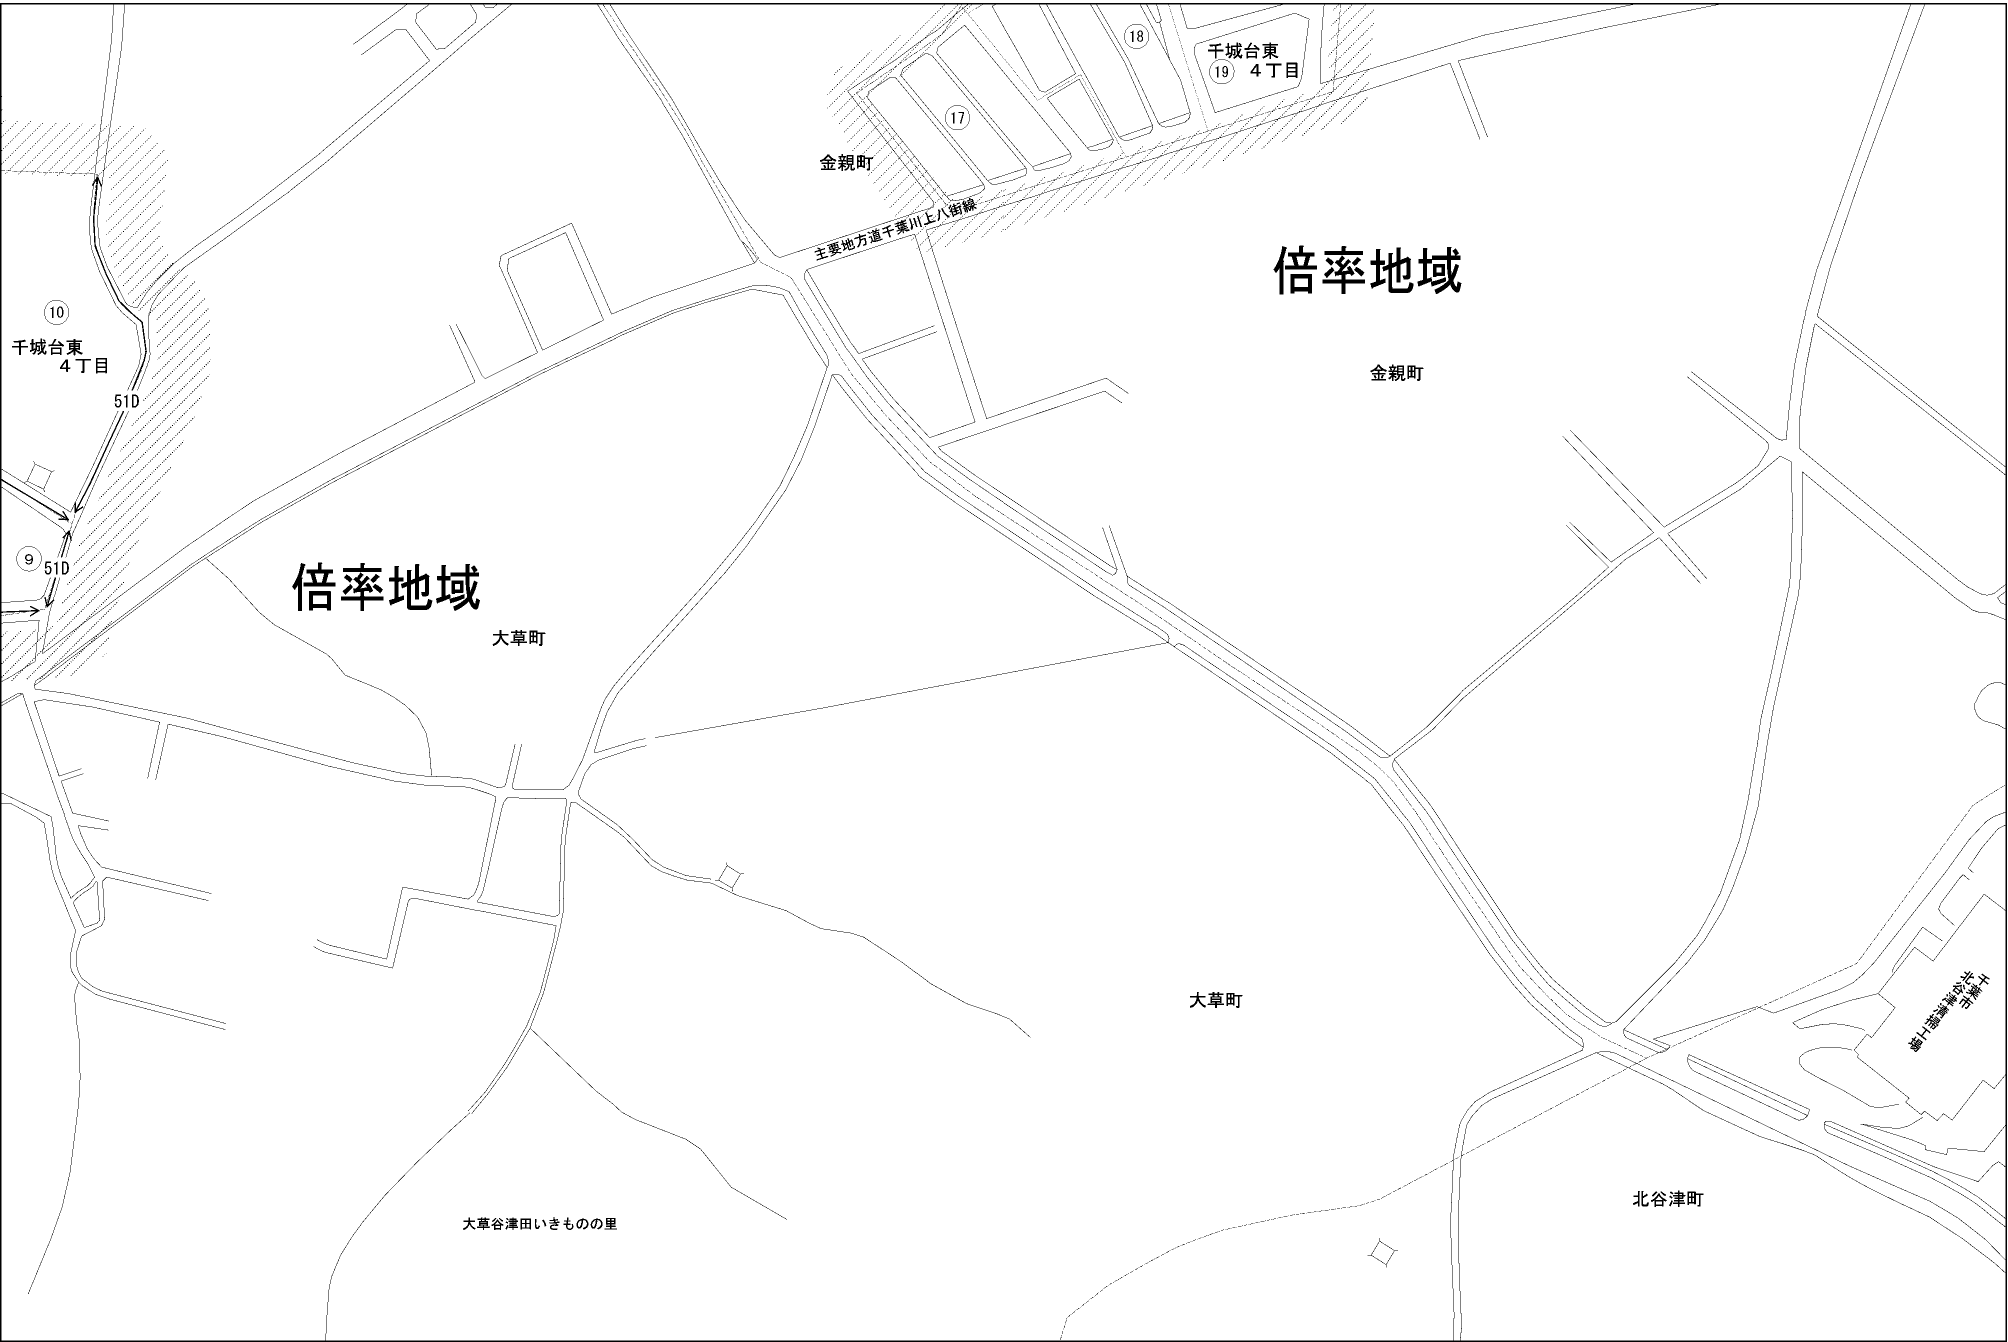 ⑱
千城台東
⑲ ４丁目
⑰
金親町
主要地方道千葉川上八街線
倍率地域
⑩
千城台東
４丁目
金親町
51D
⑨
51D
倍率地域
大草町
大草町
千葉市
北谷津清掃工場
北谷津町
大草谷津田いきものの里